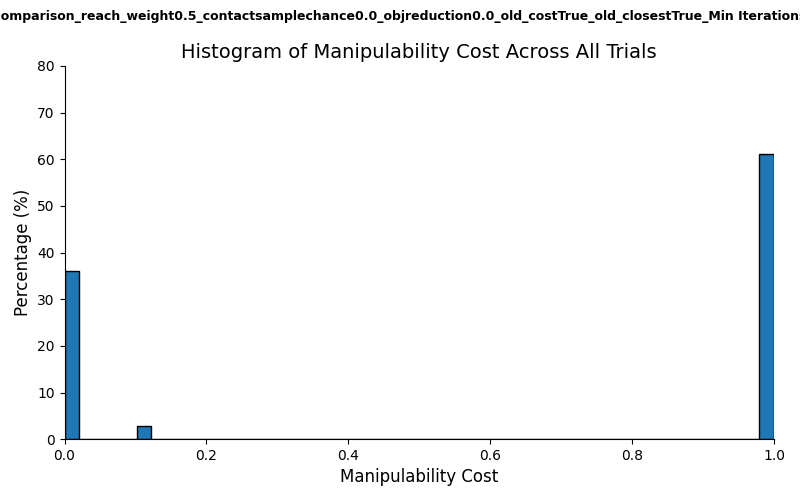 omparison_reach_weight0.5_contactsamplechance0.0_objreduction0.0_old_costTrue_old_closestTrue_Min Iterations
Histogram of Manipulability Cost Across All Trials
80
70
60
50
40
30
20
10
0
Percentage (%)
0.0 0.2 0.4 0.6 0.8 1.0
Manipulability Cost